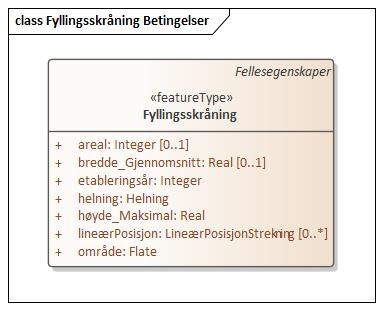 class Fyllingsskråning Betingelser
Fellesegenskaper
«featureType»
Fyllingsskråning
+ areal: Integer [0..1]
+ bredde_Gjennomsnitt: Real [0..1]
+ etableringsår: Integer
+ helning: Helning
+ høyde_Maksimal: Real
+ lineærPosisjon: LineærPosisjonStrekning [0..*]
+ område: Flate